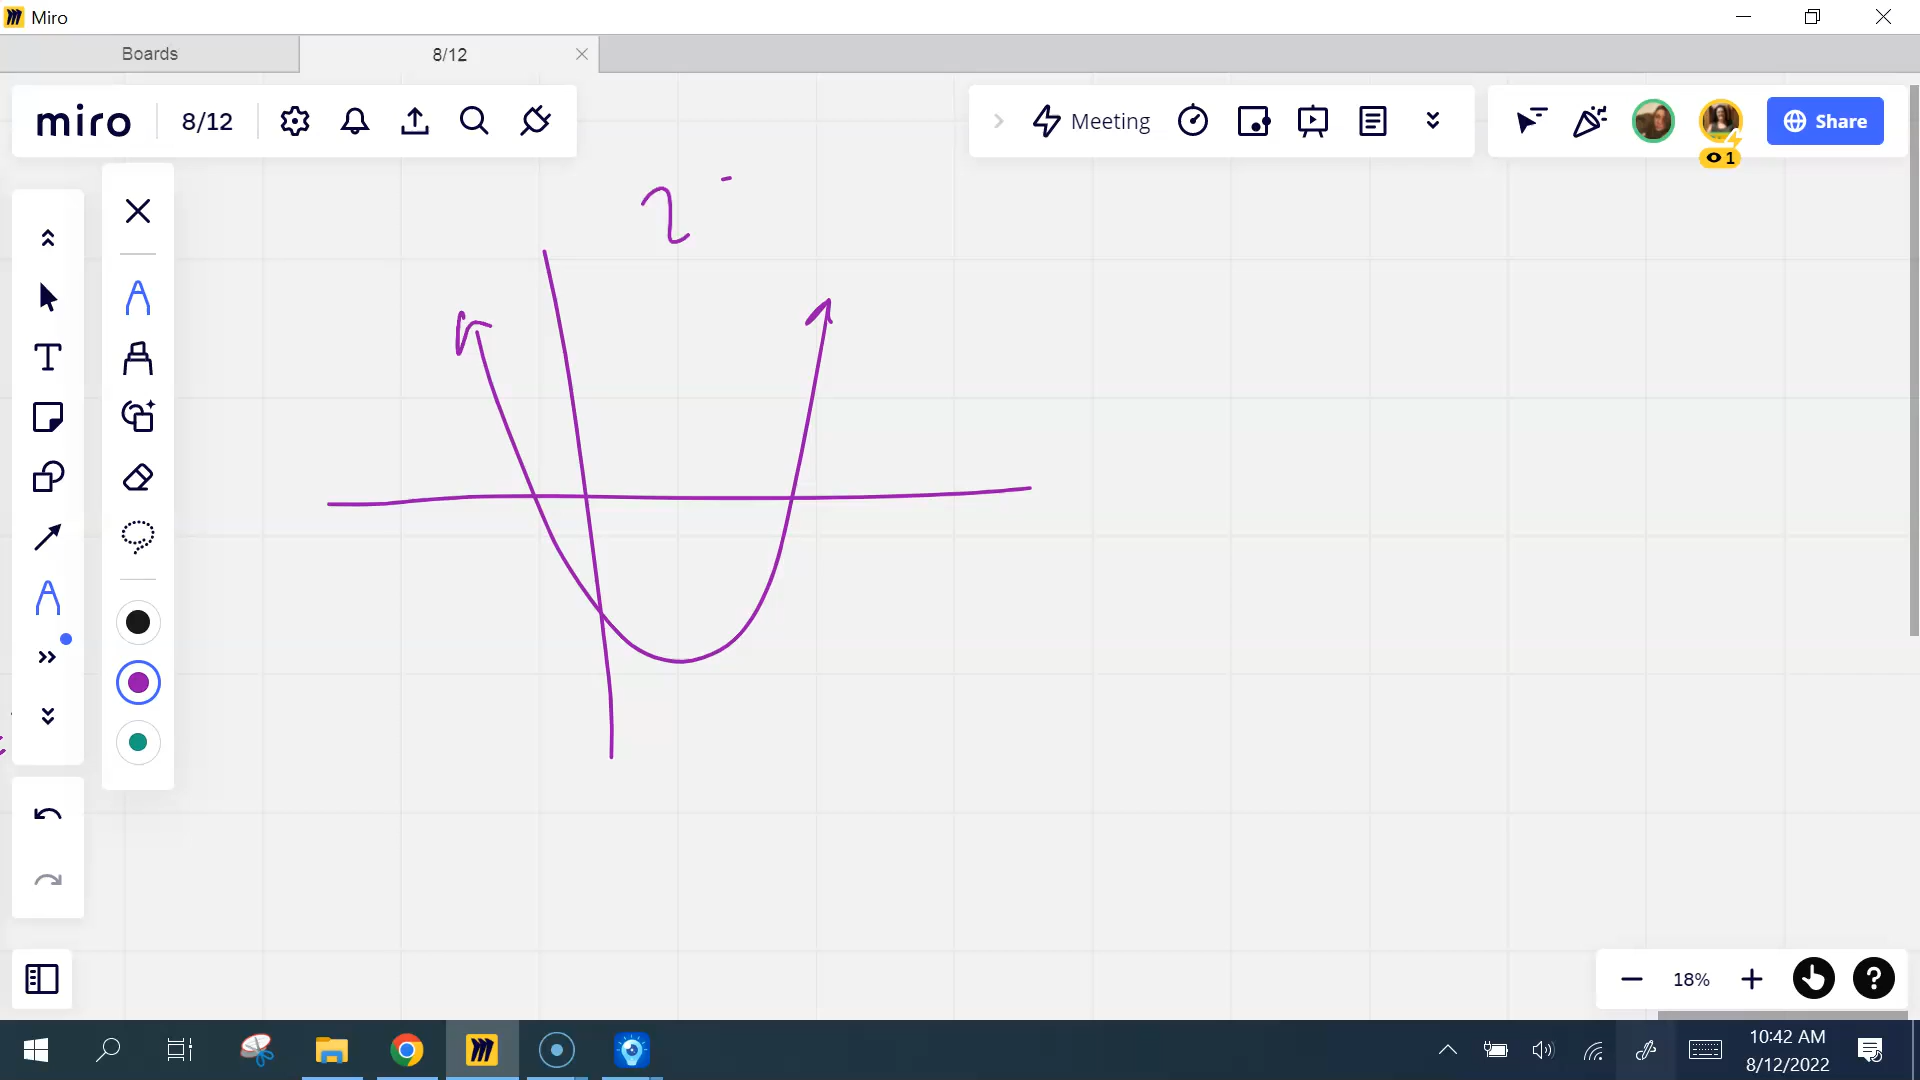 Miro
Boards
8/12
miro
8/12
Meeting
1
Share
2
18%
10:42 AM
8/12/2022